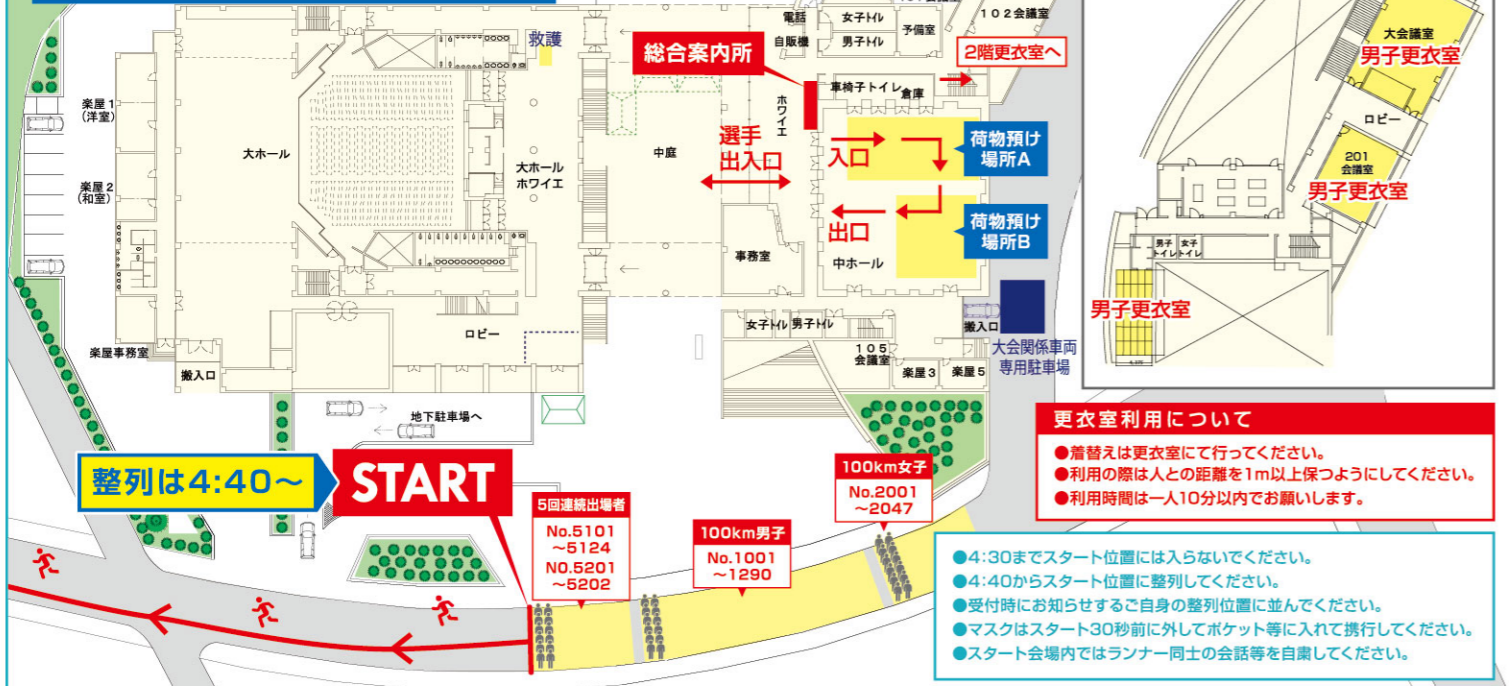 電話
自販機
女子トイレ
男子トイレ
予備室
102会議室
救護
総合案内所
2階更衣室へ
車椅子トイレ
倉庫
ホワイエ
楽屋1
(洋室)
楽屋2
(和室)
大ホール
大ホール
ホワイエ
中庭
選手
出入口
入口
出口
荷物預け
場所A
荷物預け
場所B
事務室
中ホール
ロビー
楽屋事務室
搬入口
女子トイレ
男子トイレ
105
会議室
楽屋3
楽屋5
搬入口
大会関係車両
専用駐車場
地下駐車場へ
大会議室
男子更衣室
ロビー
201
会議室
男子更衣室
男子
トイレ
女子
トイレ
男子更衣室
整列は4:40～
START
5回連続出場者
No.5101
～5124
NO.5201
～5202
100km男子
No.1001
～1290
100km女子
No.2001
～2047
更衣室利用について
●着替えは更衣室にて行ってください。
●利用の際は人との距離を1m以上保つようにしてください。
●利用時間は一人10分以内でお願いします。
●4:30までスタート位置には入らないでください。
●4:40からスタート位置に整列してください。
●受付時にお知らせするご自身の整列位置に並んでください。
●マスクはスタート30秒前に外してポケット等に入れて携行してください。
●スタート会場内ではランナー同士の会話等を自粛してください。